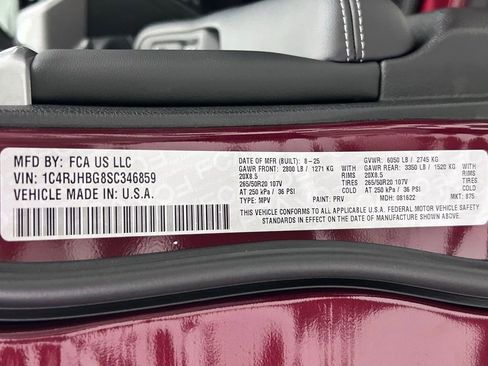 MFD BY: FCA US LLC
VIN: 1C4RJHBG8SC346859
VEHICLE MADE IN: U.S.A.
DATE OF MFR (BUILT): 8-25 GVWR: 6050 LB / 2745 KG
GAWR FRONT: 2800 LB / 1271 KG GAWR REAR: 3350 LB / 1520 KG
20X8.5 RIMS 20X8.5 RIMS
265/50R20 107V TIRES 265/50R20 107V TIRES
AT 250 kPa / 36 PSI COLD AT 250 kPa / 36 PSI COLD
TYPE: MPV PAINT: PRV MDH: 081622 MKT: 875
THIS VEHICLE CONFORMS TO ALL APPLICABLE U.S.A. FEDERAL MOTOR VEHICLE SAFETY
STANDARDS IN EFFECT ON THE DATE OF MANUFACTURE SHOWN ABOVE.